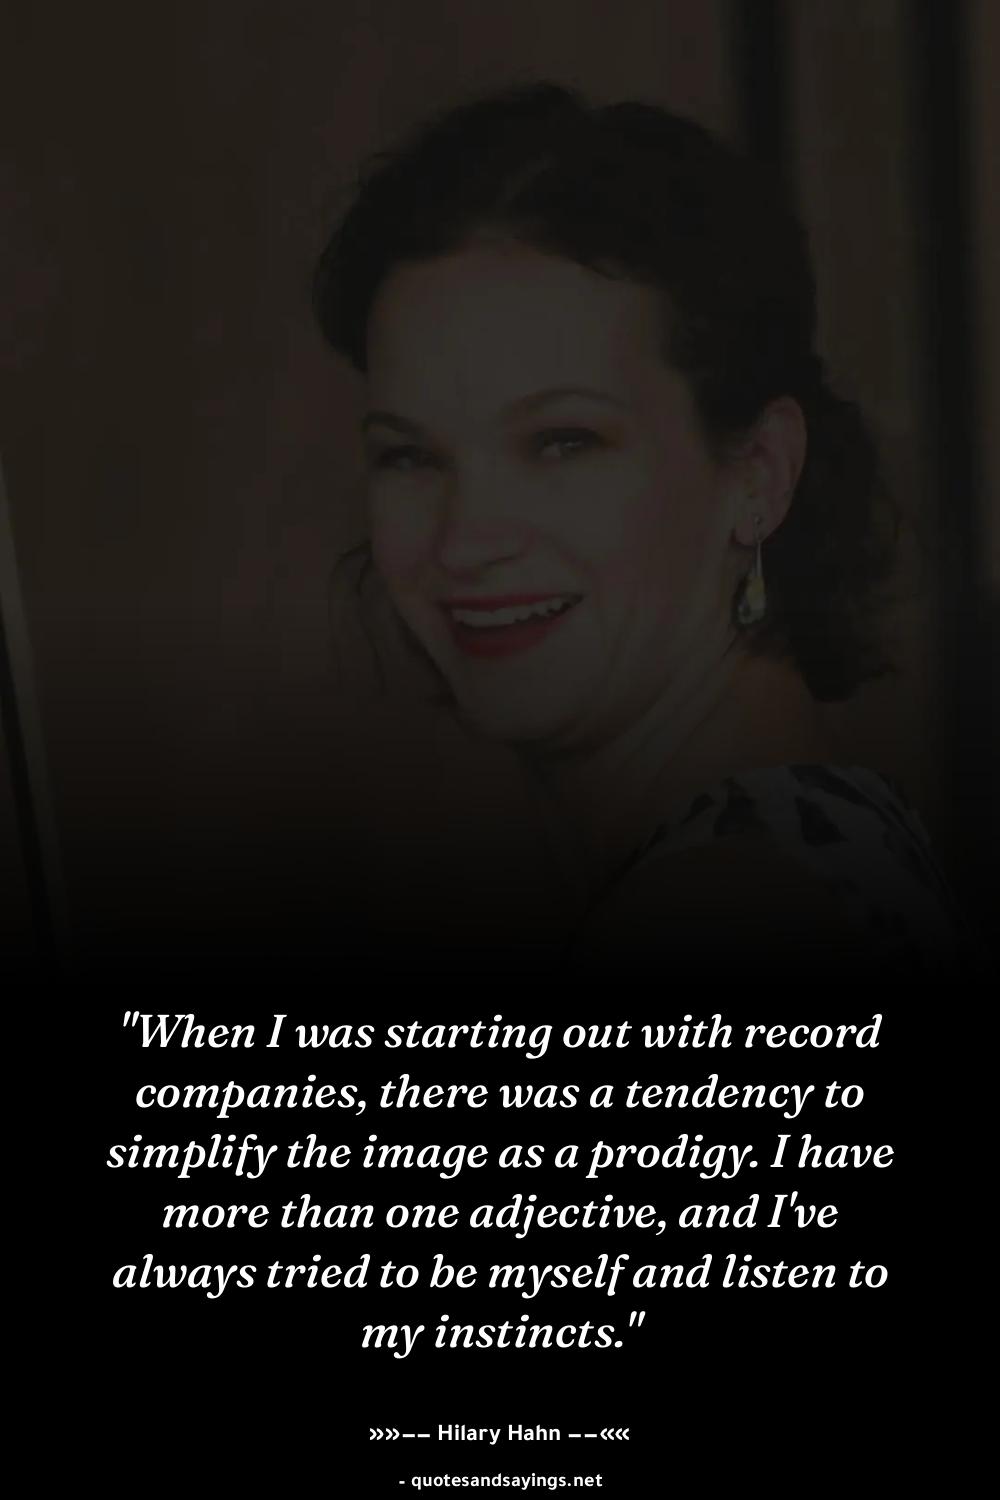 "When I was starting out with record
companies, there was a tendency to
simplify the image as a prodigy. I have
more than one adjective, and I've
always tried to be myself and listen to
my instincts."
»»−− Hilary Hahn −−««
- quotesandsayings.net